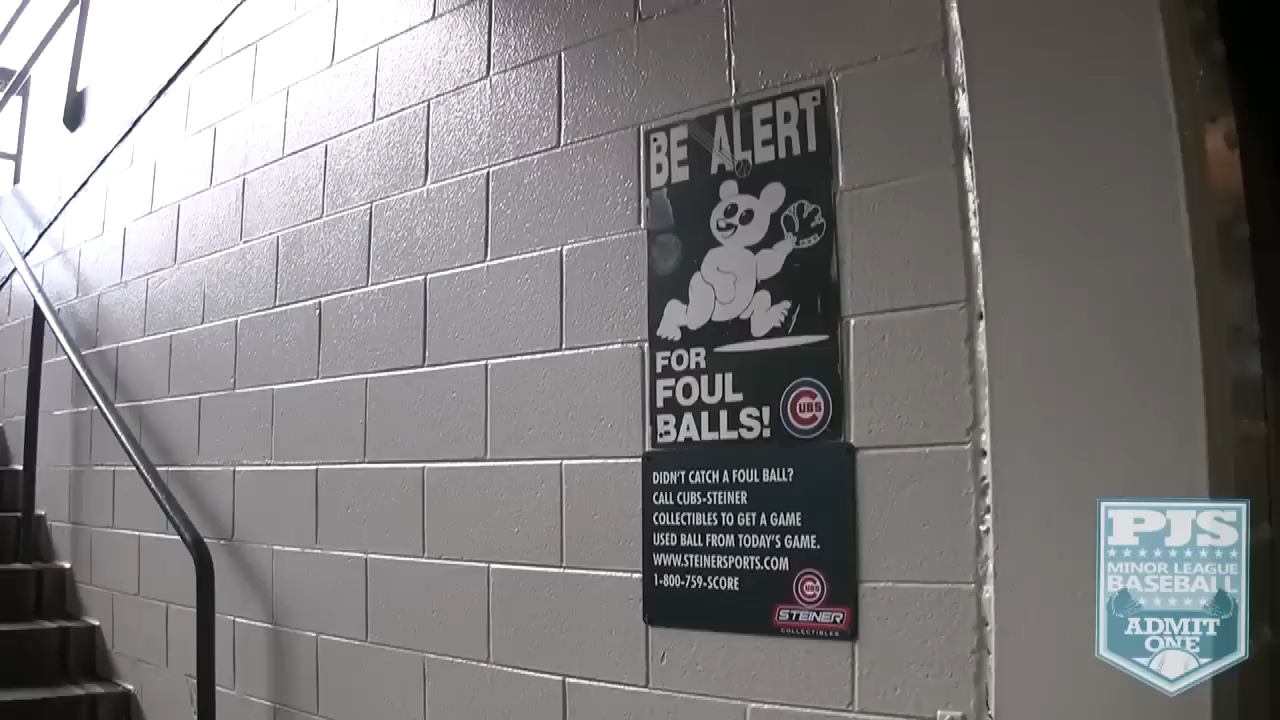 BE ALERT
FOR
FOUL
BALLS!
CUBS
DIDN'T CATCH A FOUL BALL?
CALL CUBS-STEINER
COLLECTIBLES TO GET A GAME
USED BALL FROM TODAY'S GAME.
WWW.STEINERSPORTS.COM
1-800-759-SCORE
CUBS
STEINER
COLLECTIBLES
PJS
MINOR LEAGUE
BASEBALL
ADMIT
ONE